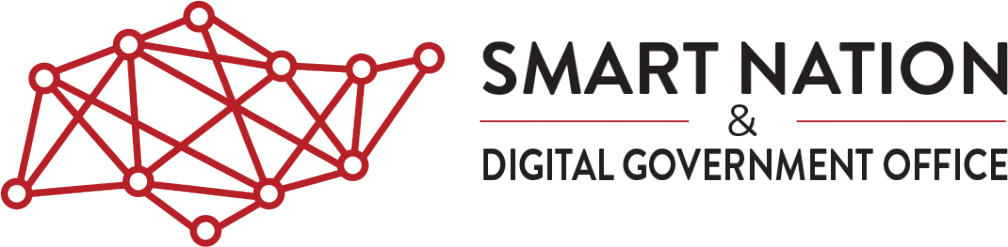 SMART NATION
&
DIGITAL GOVERNMENT OFFICE